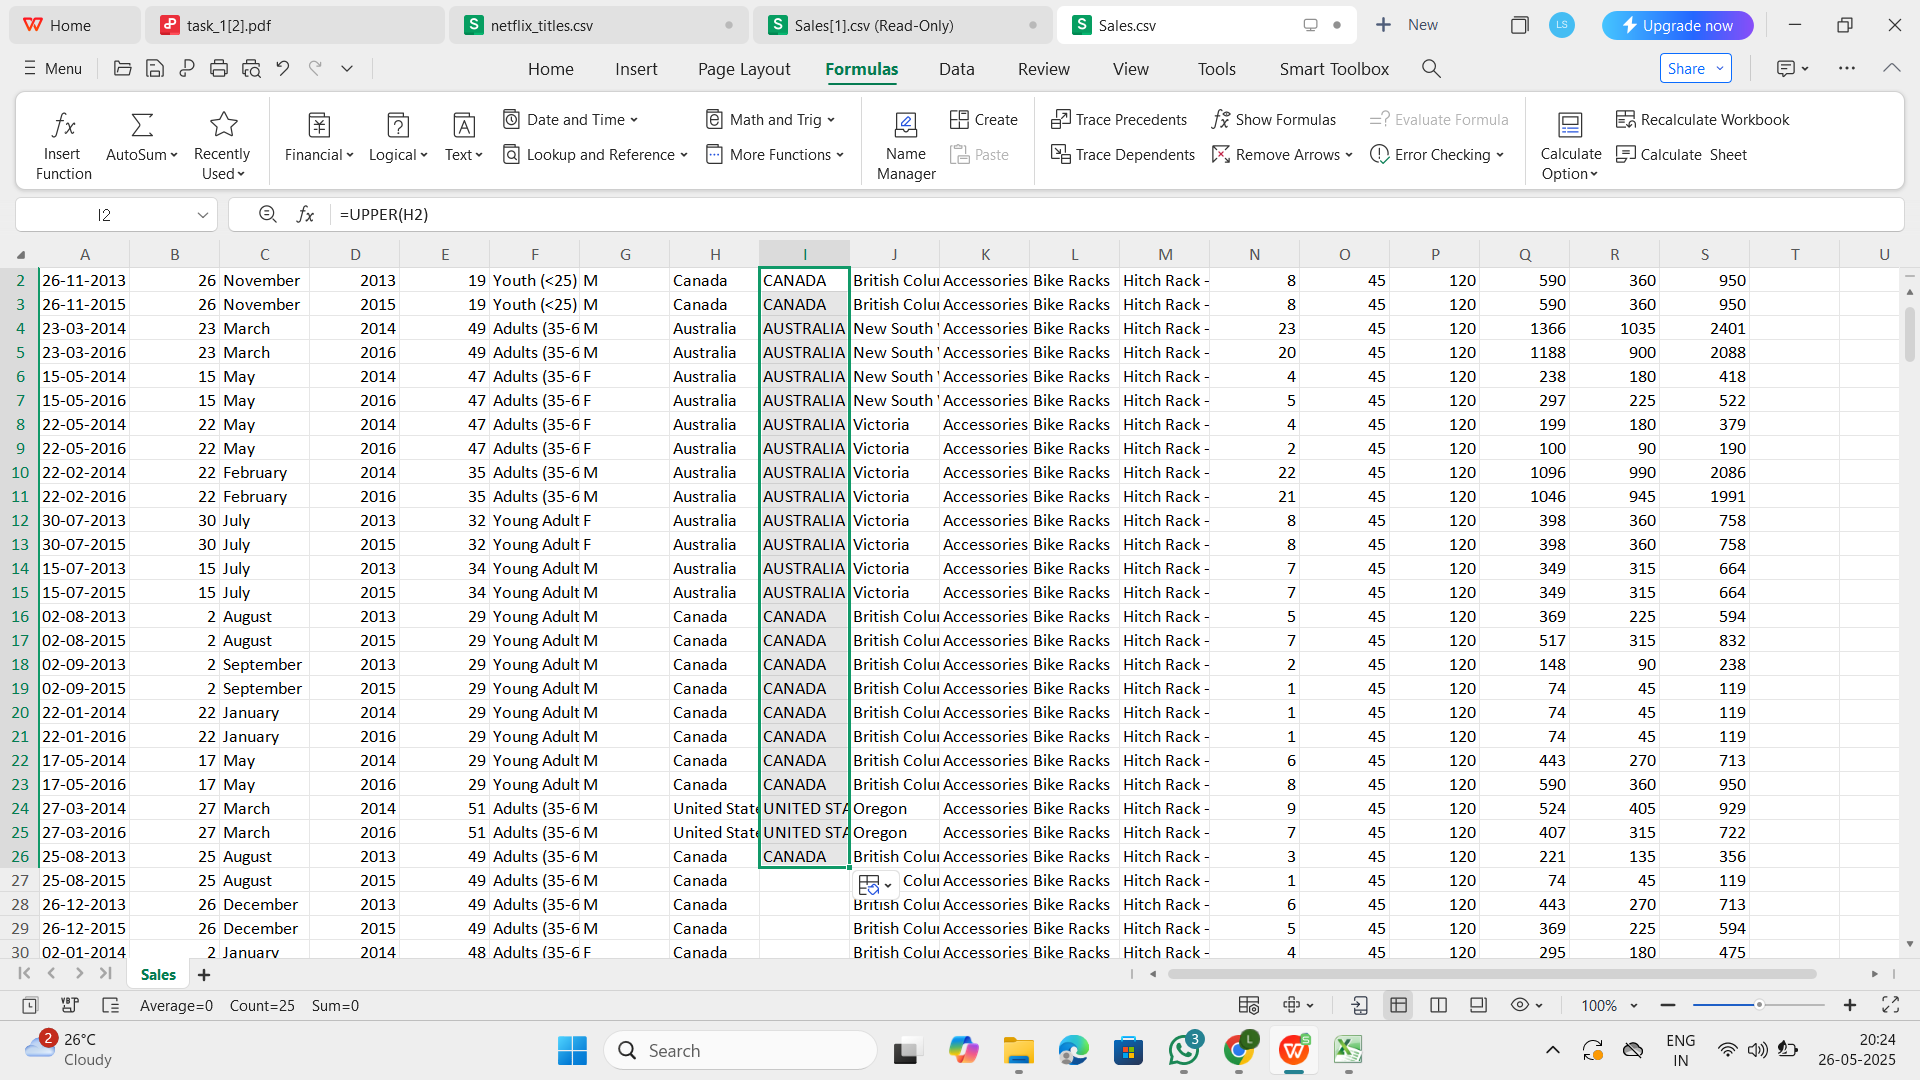 Home
task_1[2].pdf
netflix_titles.csv
Sales[1].csv (Read-Only)
Sales.csv
New
LS
Upgrade now
Menu
Home Insert Page Layout Formulas Data Review View Tools Smart Toolbox
Share
Insert Function
AutoSum
Recently Used
Financial
Logical
Text
Date and Time
Lookup and Reference
Math and Trig
More Functions
Name Manager
Create
Paste
Trace Precedents
Trace Dependents
Show Formulas
Remove Arrows
Evaluate Formula
Error Checking
Calculate Option
Recalculate Workbook
Calculate Sheet
I2
=UPPER(H2)
A B C D E F G H I J K L M N O P Q R S T U
2 26-11-2013 26 November 2013 19 Youth (<25) M Canada CANADA British Colu Accessories Bike Racks Hitch Rack - 8 45 120 590 360 950
3 26-11-2015 26 November 2015 19 Youth (<25) M Canada CANADA British Colu Accessories Bike Racks Hitch Rack - 8 45 120 590 360 950
4 23-03-2014 23 March 2014 49 Adults (35-6 M Australia AUSTRALIA New South Accessories Bike Racks Hitch Rack - 23 45 120 1366 1035 2401
5 23-03-2016 23 March 2016 49 Adults (35-6 M Australia AUSTRALIA New South Accessories Bike Racks Hitch Rack - 20 45 120 1188 900 2088
6 15-05-2014 15 May 2014 47 Adults (35-6 F Australia AUSTRALIA New South Accessories Bike Racks Hitch Rack - 4 45 120 238 180 418
7 15-05-2016 15 May 2016 47 Adults (35-6 F Australia AUSTRALIA New South Accessories Bike Racks Hitch Rack - 5 45 120 297 225 522
8 22-05-2014 22 May 2014 47 Adults (35-6 F Australia AUSTRALIA Victoria Accessories Bike Racks Hitch Rack - 4 45 120 199 180 379
9 22-05-2016 22 May 2016 47 Adults (35-6 F Australia AUSTRALIA Victoria Accessories Bike Racks Hitch Rack - 2 45 120 100 90 190
10 22-02-2014 22 February 2014 35 Adults (35-6 M Australia AUSTRALIA Victoria Accessories Bike Racks Hitch Rack - 22 45 120 1096 990 2086
11 22-02-2016 22 February 2016 35 Adults (35-6 M Australia AUSTRALIA Victoria Accessories Bike Racks Hitch Rack - 21 45 120 1046 945 1991
12 30-07-2013 30 July 2013 32 Young Adult F Australia AUSTRALIA Victoria Accessories Bike Racks Hitch Rack - 8 45 120 398 360 758
13 30-07-2015 30 July 2015 32 Young Adult F Australia AUSTRALIA Victoria Accessories Bike Racks Hitch Rack - 8 45 120 398 360 758
14 15-07-2013 15 July 2013 34 Young Adult M Australia AUSTRALIA Victoria Accessories Bike Racks Hitch Rack - 7 45 120 349 315 664
15 15-07-2015 15 July 2015 34 Young Adult M Australia AUSTRALIA Victoria Accessories Bike Racks Hitch Rack - 7 45 120 349 315 664
16 02-08-2013 2 August 2013 29 Young Adult M Canada CANADA British Colu Accessories Bike Racks Hitch Rack - 5 45 120 369 225 594
17 02-08-2015 2 August 2015 29 Young Adult M Canada CANADA British Colu Accessories Bike Racks Hitch Rack - 7 45 120 517 315 832
18 02-09-2013 2 September 2013 29 Young Adult M Canada CANADA British Colu Accessories Bike Racks Hitch Rack - 2 45 120 148 90 238
19 02-09-2015 2 September 2015 29 Young Adult M Canada CANADA British Colu Accessories Bike Racks Hitch Rack - 1 45 120 74 45 119
20 22-01-2014 22 January 2014 29 Young Adult M Canada CANADA British Colu Accessories Bike Racks Hitch Rack - 1 45 120 74 45 119
21 22-01-2016 22 January 2016 29 Young Adult M Canada CANADA British Colu Accessories Bike Racks Hitch Rack - 1 45 120 74 45 119
22 17-05-2014 17 May 2014 29 Young Adult M Canada CANADA British Colu Accessories Bike Racks Hitch Rack - 6 45 120 443 270 713
23 17-05-2016 17 May 2016 29 Young Adult M Canada CANADA British Colu Accessories Bike Racks Hitch Rack - 8 45 120 590 360 950
24 27-03-2014 27 March 2014 51 Adults (35-6 M United State UNITED STA Oregon Accessories Bike Racks Hitch Rack - 9 45 120 524 405 929
25 27-03-2016 27 March 2016 51 Adults (35-6 M United State UNITED STA Oregon Accessories Bike Racks Hitch Rack - 7 45 120 407 315 722
26 25-08-2013 25 August 2013 49 Adults (35-6 M Canada CANADA British Colu Accessories Bike Racks Hitch Rack - 3 45 120 221 135 356
27 25-08-2015 25 August 2015 49 Adults (35-6 M Canada Colu Accessories Bike Racks Hitch Rack - 1 45 120 74 45 119
28 26-12-2013 26 December 2013 49 Adults (35-6 M Canada British Colu Accessories Bike Racks Hitch Rack - 6 45 120 443 270 713
29 26-12-2015 26 December 2015 49 Adults (35-6 M Canada British Colu Accessories Bike Racks Hitch Rack - 5 45 120 369 225 594
30 02-01-2014 2 January 2014 48 Adults (35-6 F Canada British Colu Accessories Bike Racks Hitch Rack - 4 45 120 295 180 475
Sales
Average=0 Count=25 Sum=0
100%
2
26°C
Cloudy
Search
3
L
ENG
IN
20:24
26-05-2025